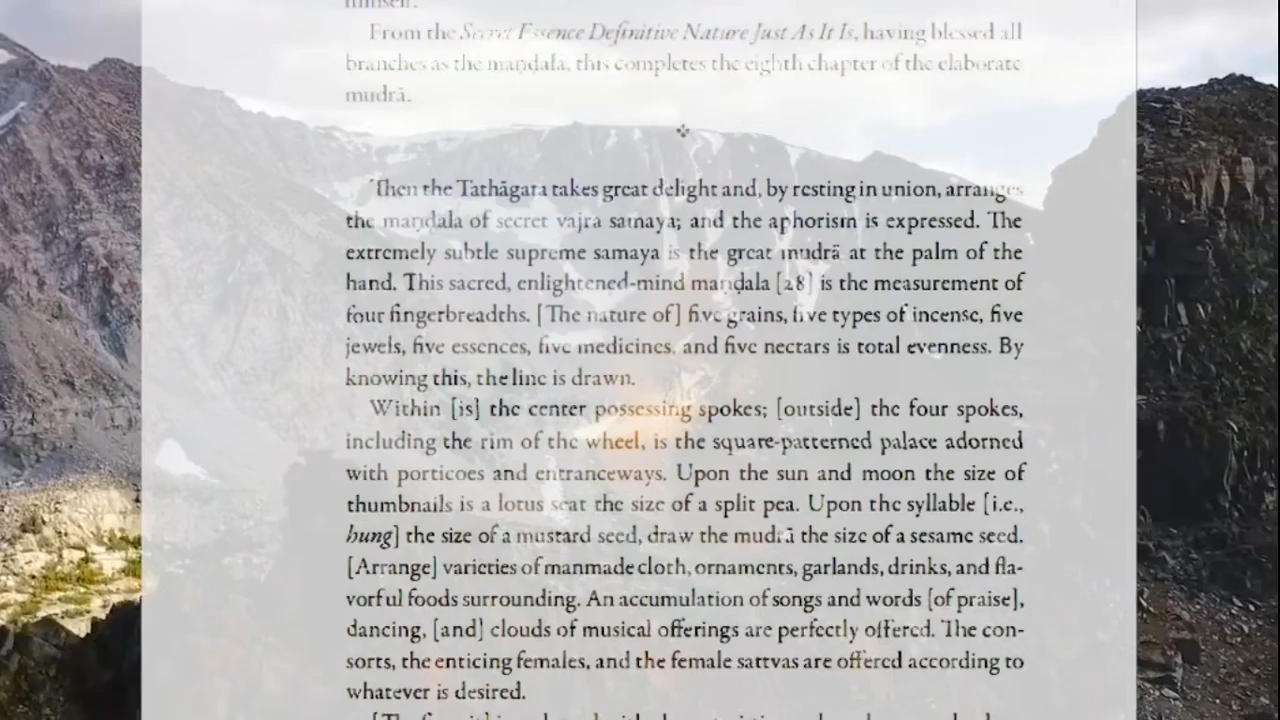 himself.
From the Secret Essence Definitive Nature Just As It Is, having blessed all
branches as the maṇḍala, this completes the eighth chapter of the elaborate
mudrā.
Then the Tathāgata takes great delight and, by resting in union, arranges
the maṇḍala of secret vajra samaya; and the aphorism is expressed. The
extremely subtle supreme samaya is the great mudrā at the palm of the
hand. This sacred, enlightened-mind maṇḍala [28] is the measurement of
four fingerbreadths. [The nature of] five grains, five types of incense, five
jewels, five essences, five medicines, and five nectars is total evenness. By
knowing this, the line is drawn.
Within [is] the center possessing spokes; [outside] the four spokes,
including the rim of the wheel, is the square-patterned palace adorned
with porticoes and entranceways. Upon the sun and moon the size of
thumbnails is a lotus seat the size of a split pea. Upon the syllable [i.e.,
hung] the size of a mustard seed, draw the mudrā the size of a sesame seed.
[Arrange] varieties of manmade cloth, ornaments, garlands, drinks, and fla-
vorful foods surrounding. An accumulation of songs and words [of praise],
dancing, [and] clouds of musical offerings are perfectly offered. The con-
sorts, the enticing females, and the female sattvas are offered according to
whatever is desired.